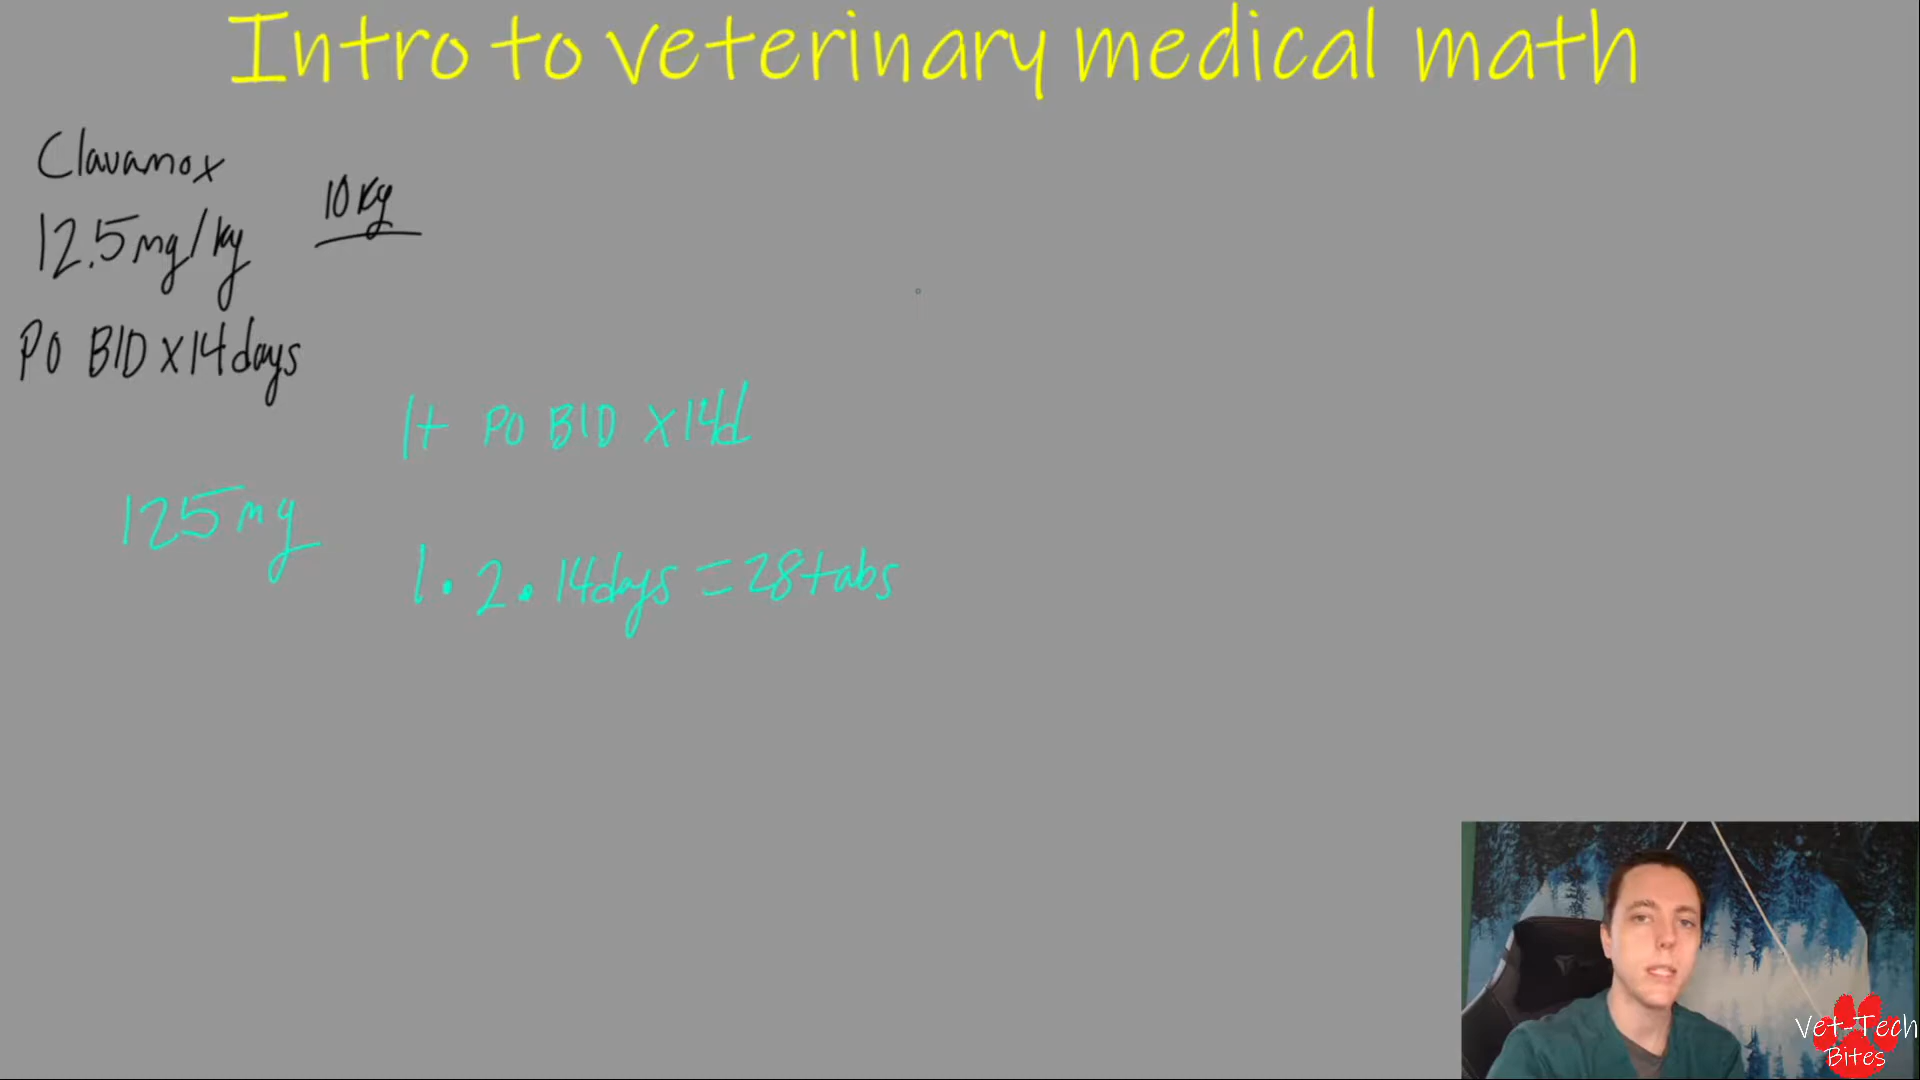 Intro to veterinary medical math
Clavamox
12.5mg/kg
10kg
PO BID X14days
1t PO BID X14d
125mg
1 • 2 • 14days = 28tabs
Vet-Tech
Bites